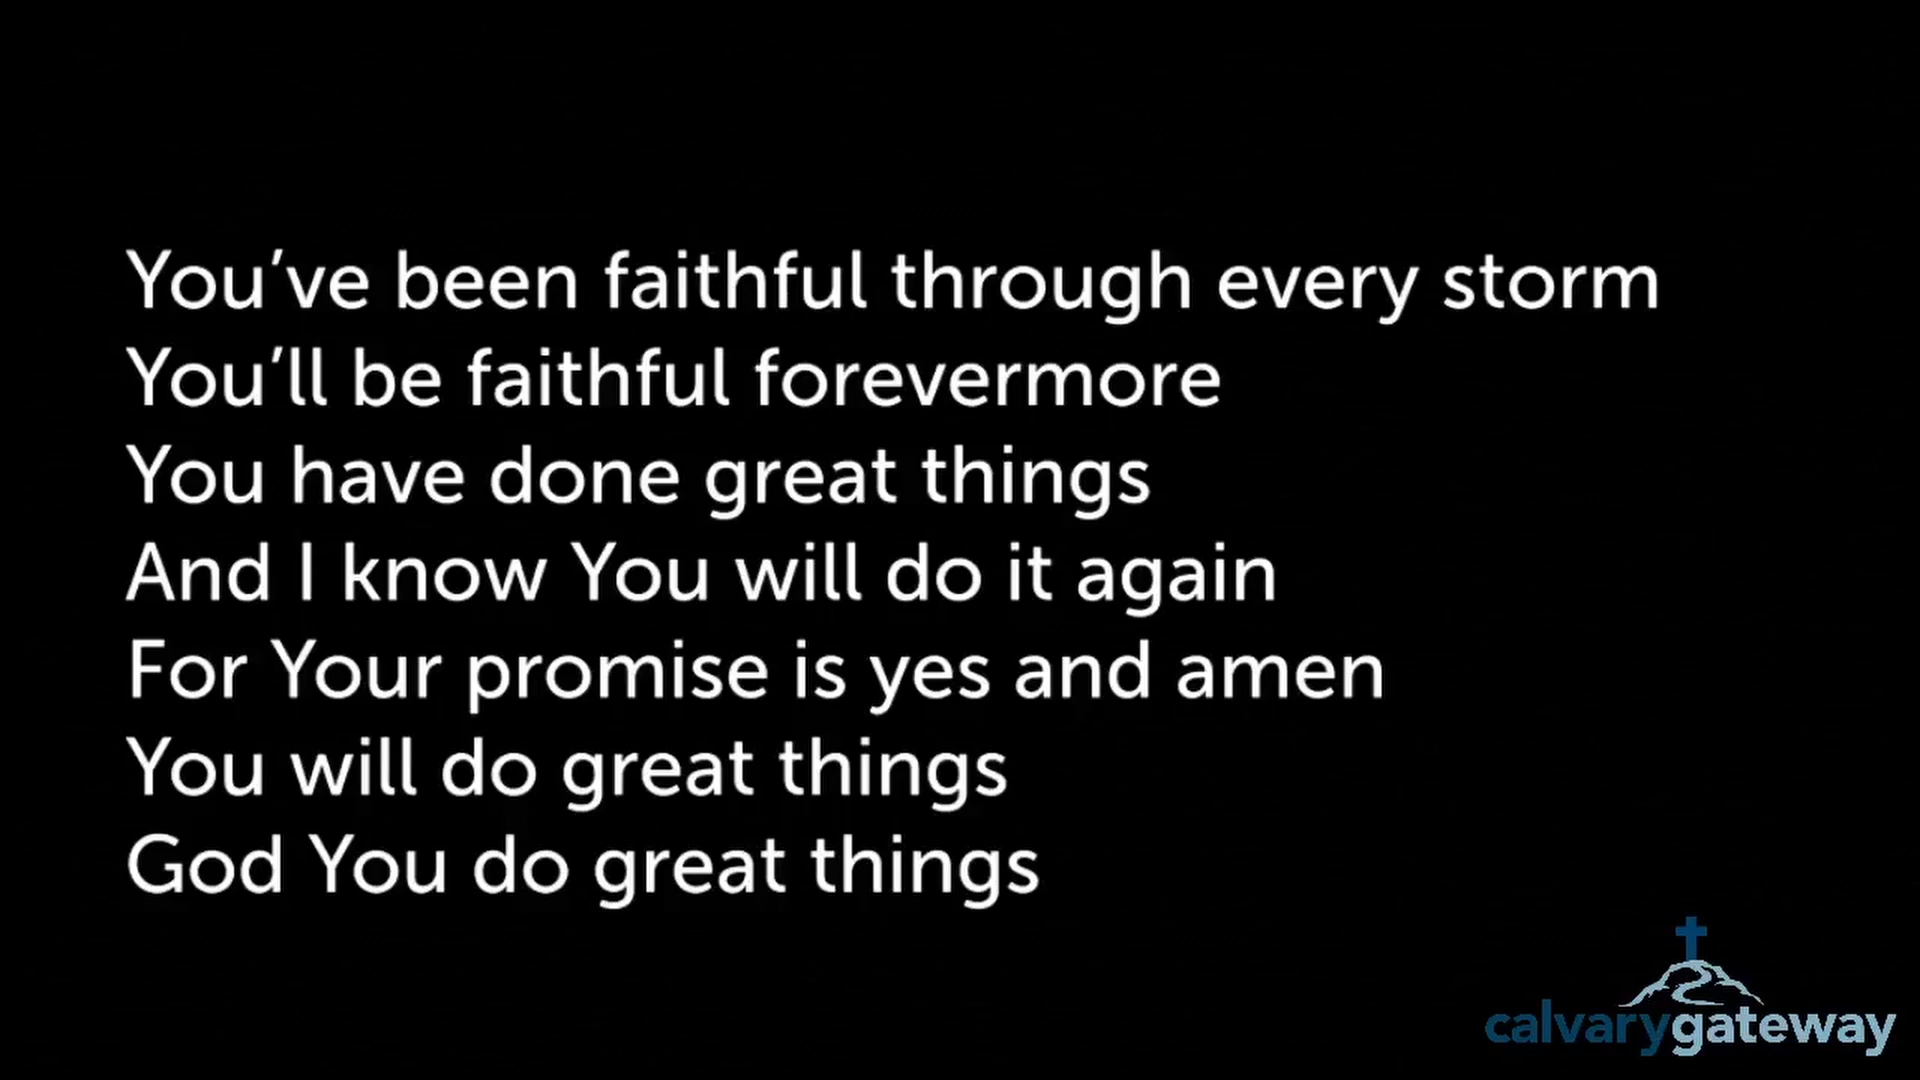 You’ve been faithful through every storm
You’ll be faithful forevermore
You have done great things
And I know You will do it again
For Your promise is yes and amen
You will do great things
God You do great things
calvarygateway